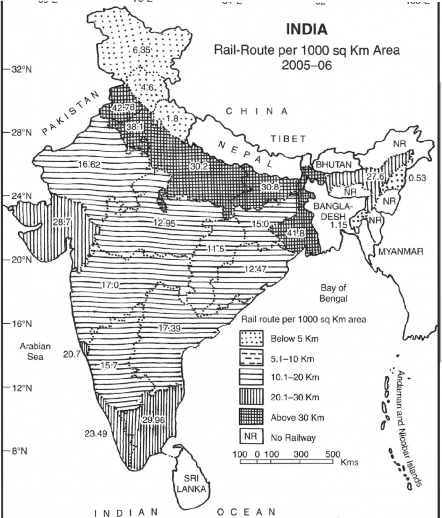 INDIA
Rail-Route per 1000 sq Km Area
2005–06
32°N
6.35
4.6
PAKISTAN
42.78
CHINA
1.8
38.1
28°N
TIBET
NEPAL
NR
BHUTAN
16.62
30.2
27.6
0.53
30.8
NR
24°N
NR
BANGLA-
DESH
28.7
12.95
15.0
1.15
NR
41.8
11.5
20°N
MYANMAR
12.47
17.0
Bay of
Bengal
Rail route per 1000 sq Km area
16°N
17.39
Below 5 Km
Arabian
Sea
20.7
5.1–10 Km
15.7
10.1–20 Km
12°N
20.1–30 Km
29.96
Above 30 Km
23.49
NR
No Railway
Andaman and Nicobar Islands
8°N
100 0 100 300 500
Kms
SRI
LANKA
INDIAN OCEAN